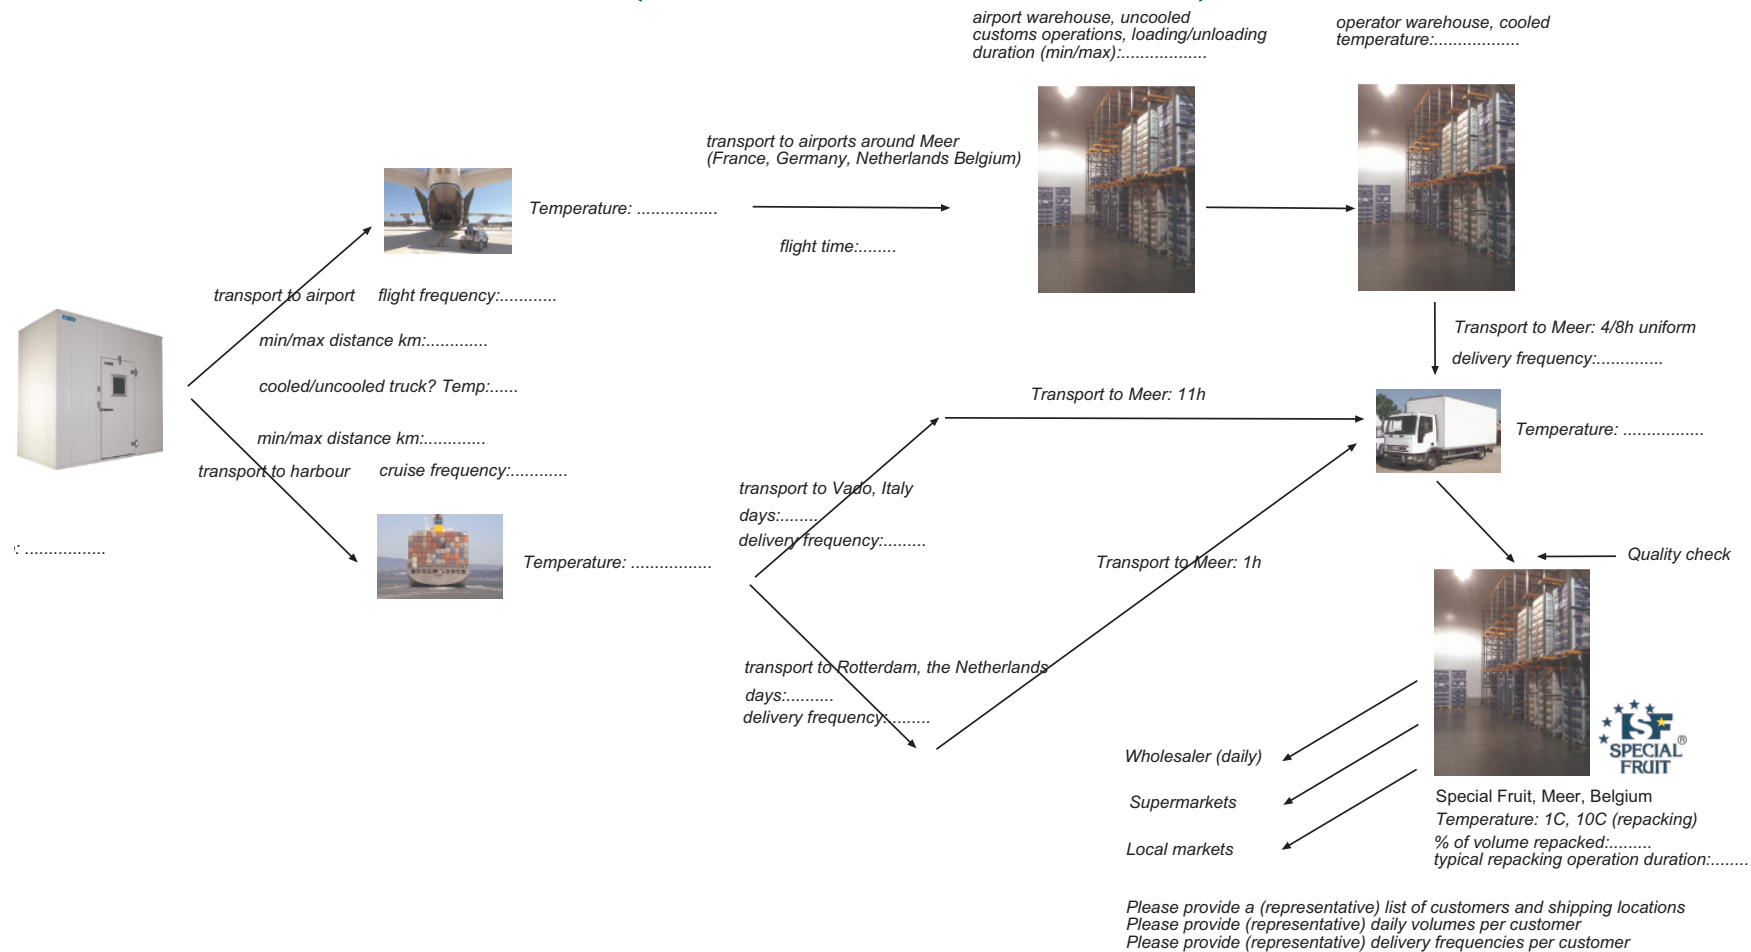 airport warehouse, uncooled
customs operations, loading/unloading
duration (min/max):..................
operator warehouse, cooled
temperature:..................
transport to airports around Meer
(France, Germany, Netherlands Belgium)
Temperature: .................
flight time:........
transport to airport
flight frequency:............
min/max distance km:.............
cooled/uncooled truck? Temp:......
min/max distance km:.............
transport to harbour
cruise frequency:............
: .................
Temperature: .................
Transport to Meer: 4/8h uniform
delivery frequency:..............
Transport to Meer: 11h
Temperature: .................
transport to Vado, Italy
days:........
delivery frequency:.........
Transport to Meer: 1h
Quality check
transport to Rotterdam, the Netherlands
days:..........
delivery frequency:.........
Wholesaler (daily)
Supermarkets
Local markets
SF
SPECIAL®
FRUIT
Special Fruit, Meer, Belgium
Temperature: 1C, 10C (repacking)
% of volume repacked:.........
typical repacking operation duration:........
Please provide a (representative) list of customers and shipping locations
Please provide (representative) daily volumes per customer
Please provide (representative) delivery frequencies per customer